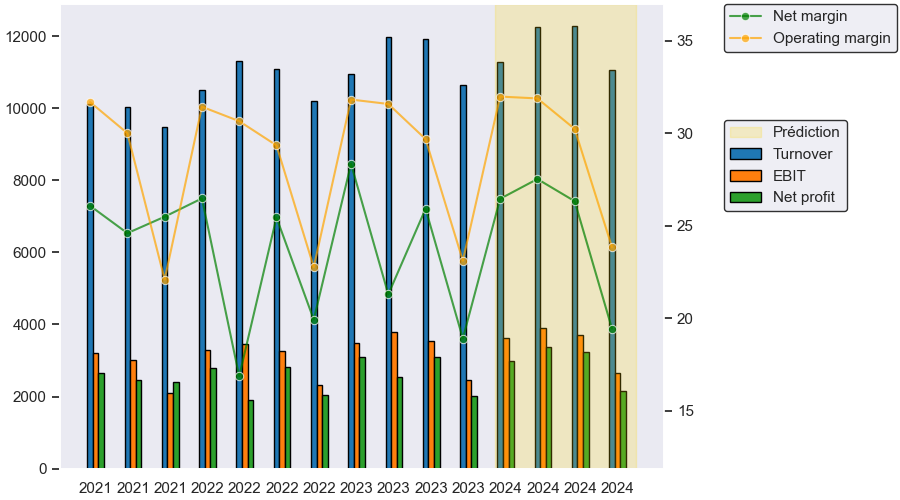 12000
10000
8000
6000
4000
2000
0
35
30
25
20
15
2021 2021 2021 2022 2022 2022 2022 2023 2023 2023 2023 2024 2024 2024 2024
Net margin
Operating margin
Prédiction
Turnover
EBIT
Net profit